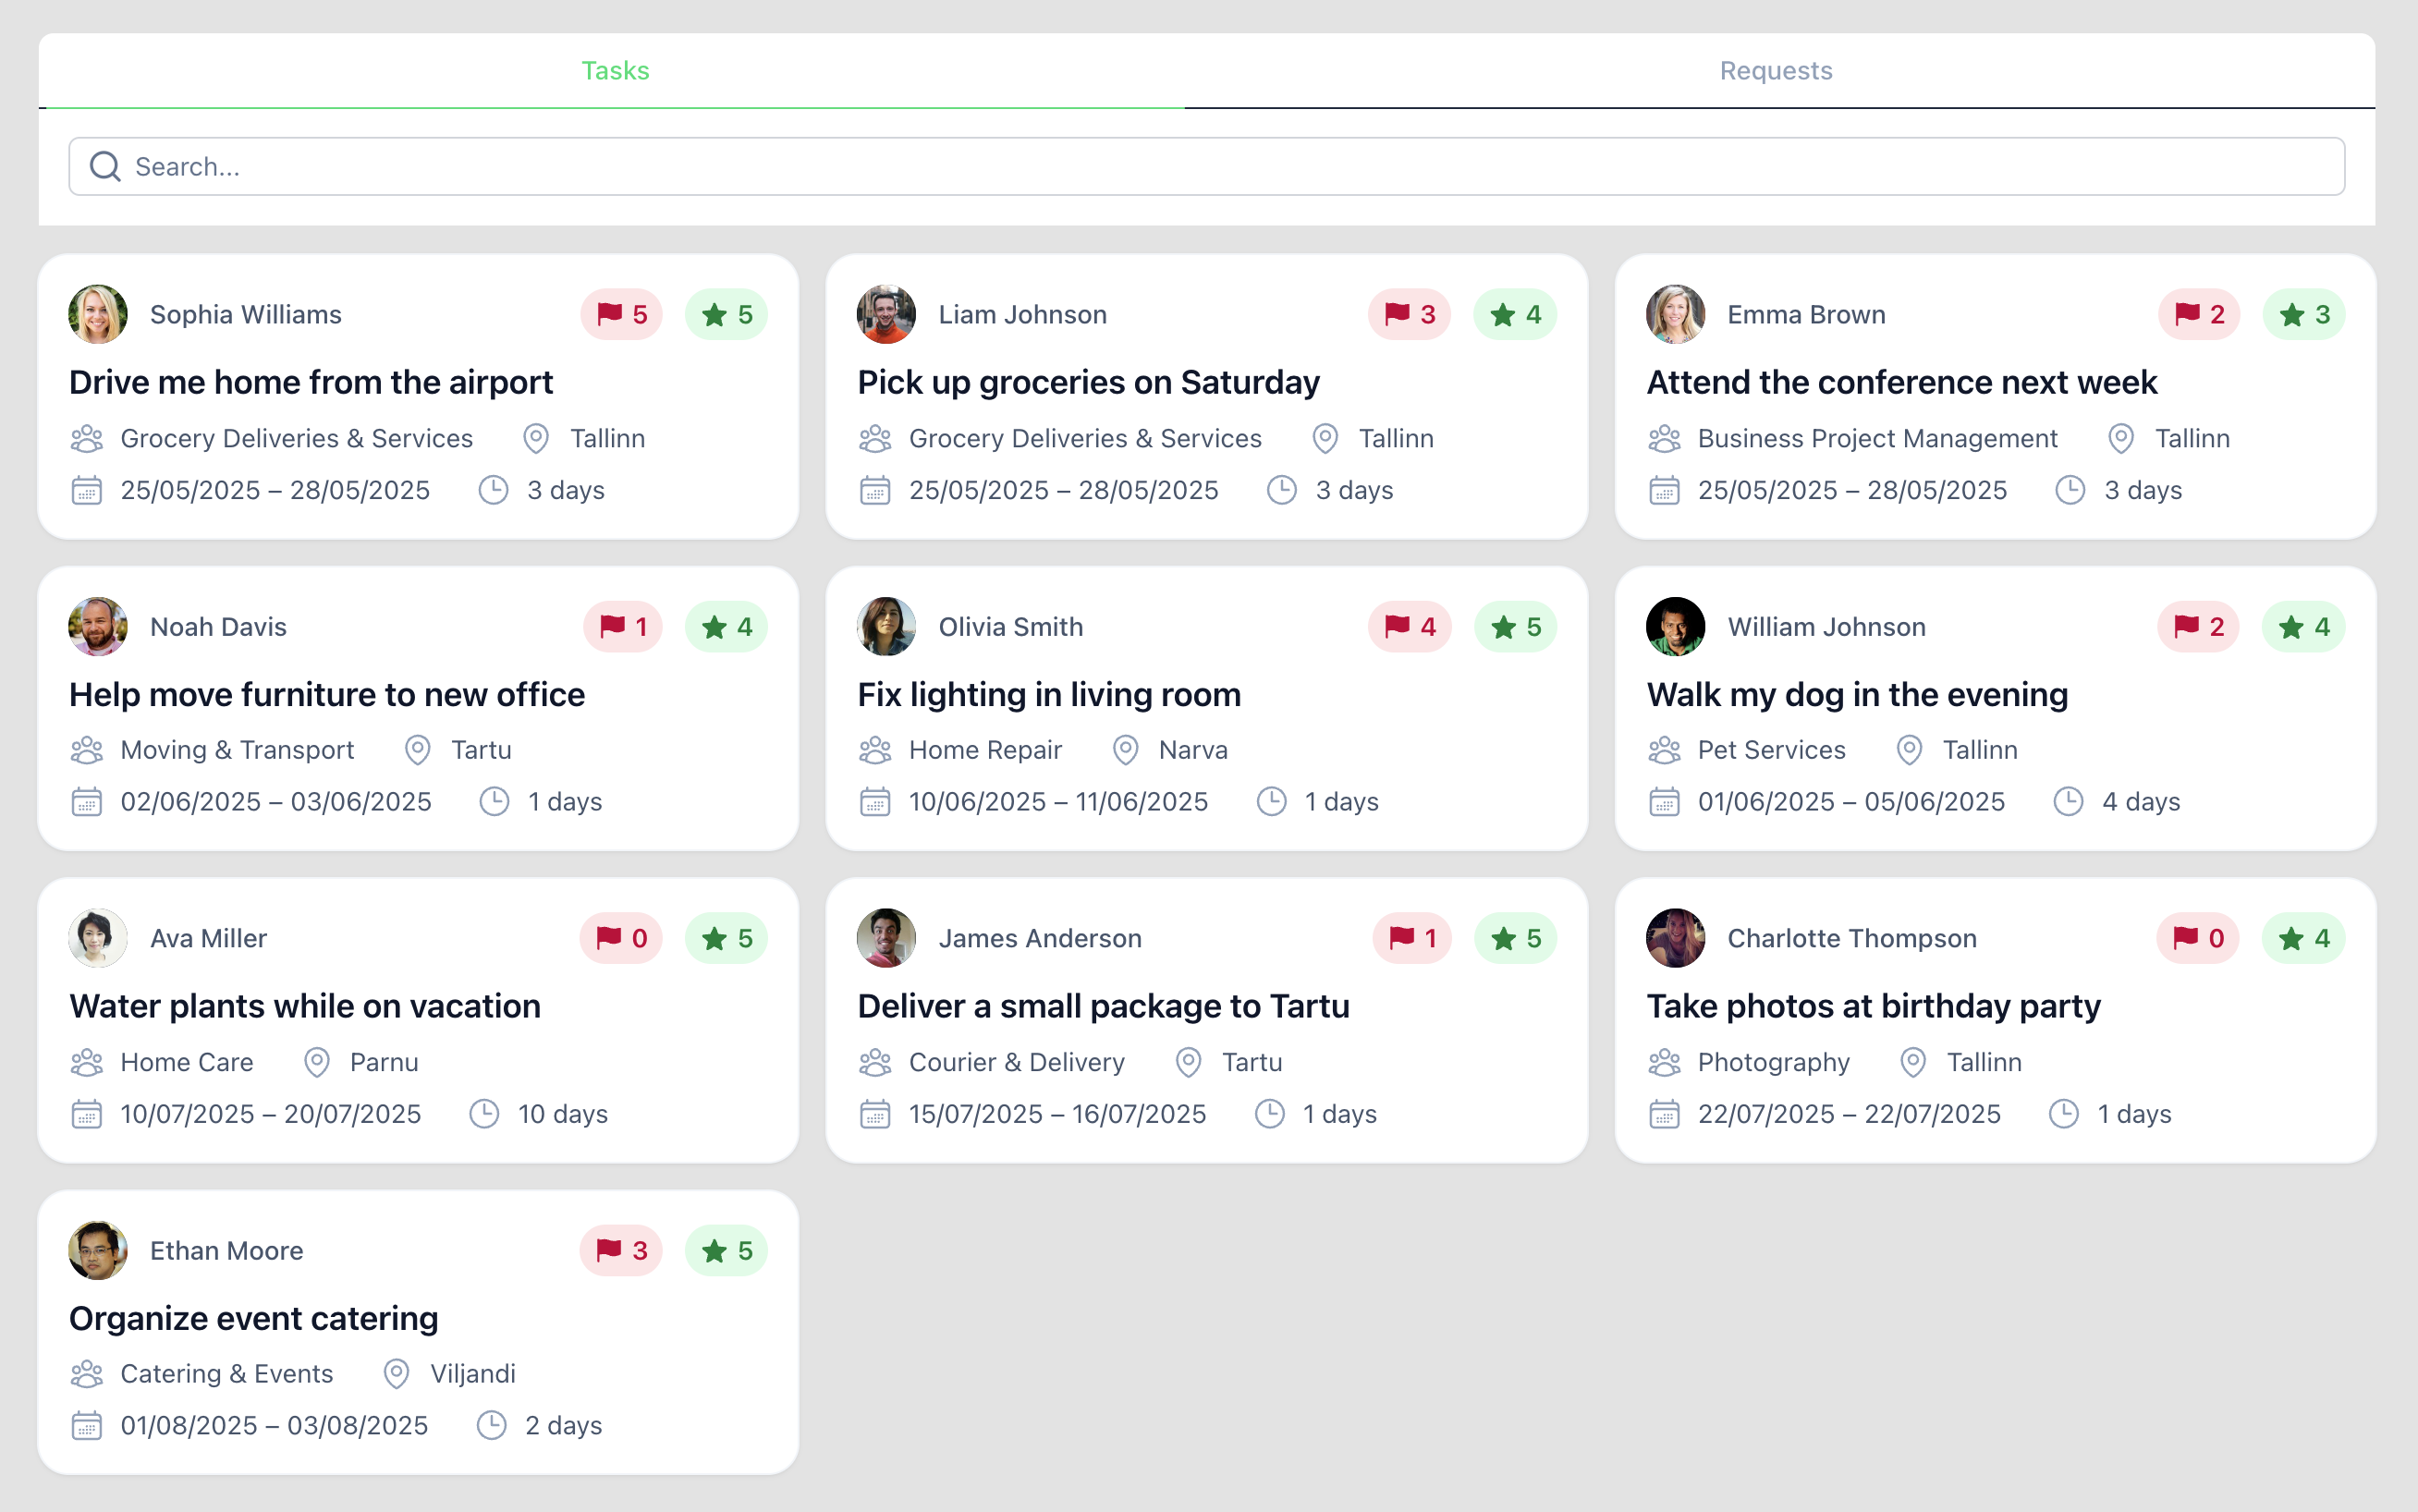 Tasks Requests
Search...
Sophia Williams 5 5
Drive me home from the airport
Grocery Deliveries & Services Tallinn
25/05/2025 – 28/05/2025 3 days
Liam Johnson 3 4
Pick up groceries on Saturday
Grocery Deliveries & Services Tallinn
25/05/2025 – 28/05/2025 3 days
Emma Brown 2 3
Attend the conference next week
Business Project Management Tallinn
25/05/2025 – 28/05/2025 3 days
Noah Davis 1 4
Help move furniture to new office
Moving & Transport Tartu
02/06/2025 – 03/06/2025 1 days
Olivia Smith 4 5
Fix lighting in living room
Home Repair Narva
10/06/2025 – 11/06/2025 1 days
William Johnson 2 4
Walk my dog in the evening
Pet Services Tallinn
01/06/2025 – 05/06/2025 4 days
Ava Miller 0 5
Water plants while on vacation
Home Care Parnu
10/07/2025 – 20/07/2025 10 days
James Anderson 1 5
Deliver a small package to Tartu
Courier & Delivery Tartu
15/07/2025 – 16/07/2025 1 days
Charlotte Thompson 0 4
Take photos at birthday party
Photography Tallinn
22/07/2025 – 22/07/2025 1 days
Ethan Moore 3 5
Organize event catering
Catering & Events Viljandi
01/08/2025 – 03/08/2025 2 days